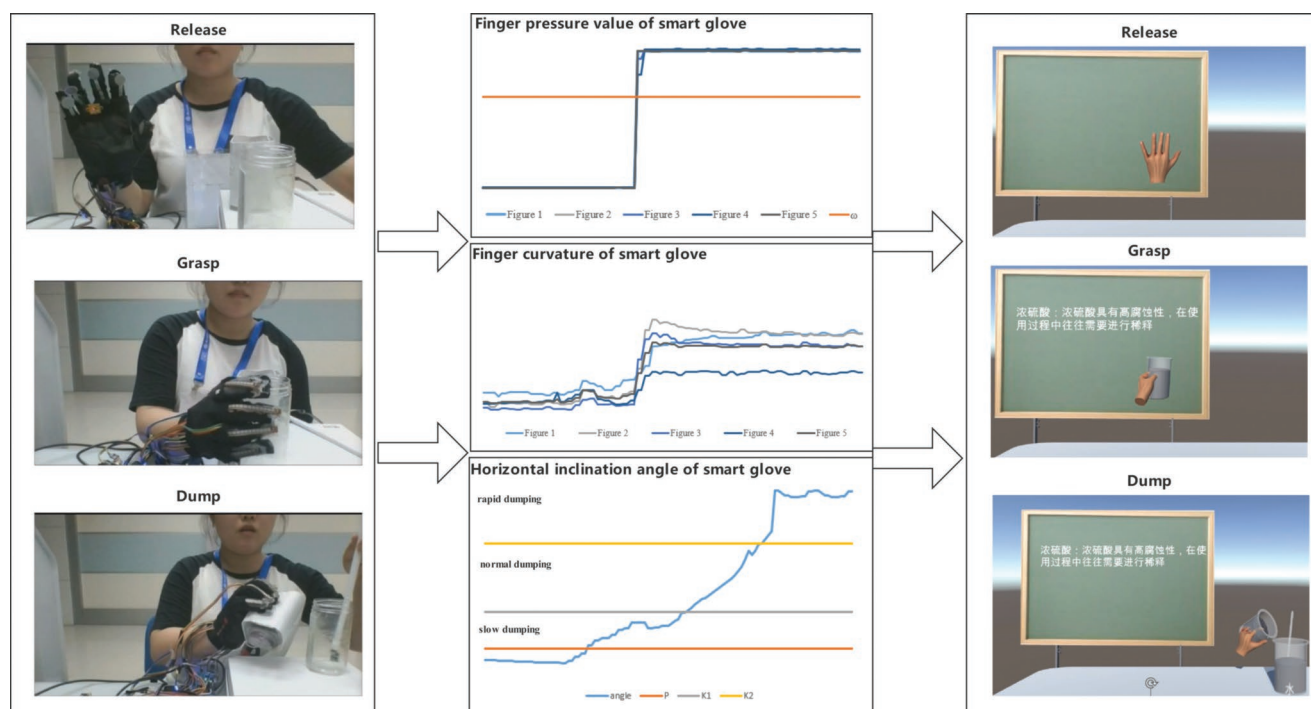 Release
Grasp
Dump
Finger pressure value of smart glove
Figure 1 Figure 2 Figure 3 Figure 4 Figure 5 ω
Finger curvature of smart glove
Figure 1 Figure 2 Figure 3 Figure 4 Figure 5
Horizontal inclination angle of smart glove
rapid dumping
normal dumping
slow dumping
angle P K1 K2
Release
Grasp
浓硫酸：浓硫酸具有高腐蚀性，在使
用过程中往往需要进行稀释
Dump
浓硫酸：浓硫酸具有高腐蚀性，在使
用过程中往往需要进行稀释
水